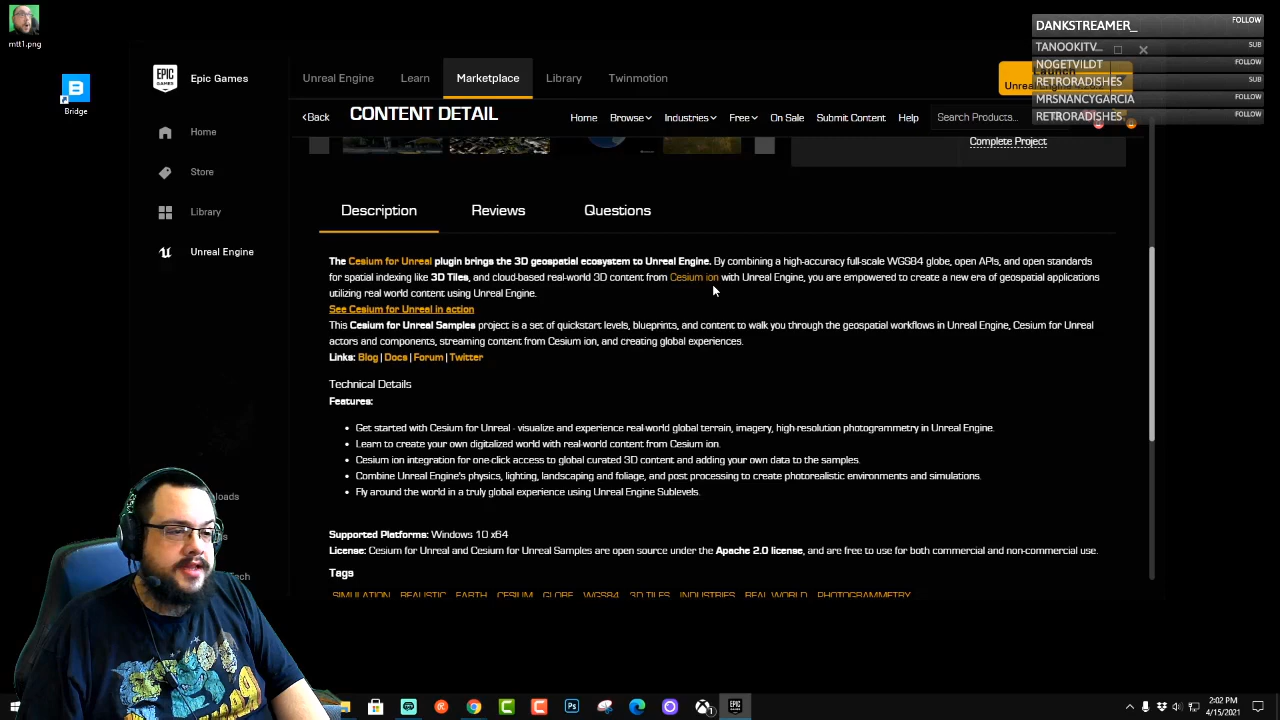 mtt1.png
DANKSTREAMER_ FOLLOW
TANOOKITV... SUB
NOGETVILDT FOLLOW
RETRORADISHES SUB
MRSNANCYGARCIA FOLLOW
RETRORADISHES FOLLOW
B
Bridge
EPIC GAMES
Epic Games
Unreal Engine Learn Marketplace Library Twinmotion
Launch
Unreal Engine
<Back CONTENT DETAIL Home Browse Industries Free On Sale Submit Content Help Search Products...
Home
Store
Library
Unreal Engine
Complete Project
Description Reviews Questions
The Cesium for Unreal plugin brings the 3D geospatial ecosystem to Unreal Engine. By combining a high-accuracy full-scale WGS84 globe, open APIs, and open standards
for spatial indexing like 3D Tiles, and cloud-based real-world 3D content from Cesium ion with Unreal Engine, you are empowered to create a new era of geospatial applications
utilizing real world content using Unreal Engine.
See Cesium for Unreal in action
This Cesium for Unreal Samples project is a set of quickstart levels, blueprints, and content to walk you through the geospatial workflows in Unreal Engine, Cesium for Unreal
actors and components, streaming content from Cesium ion, and creating global experiences.
Links: Blog | Docs | Forum | Twitter
Technical Details
Features:
• Get started with Cesium for Unreal - visualize and experience real-world global terrain, imagery, high-resolution photogrammetry in Unreal Engine.
• Learn to create your own digitalized world with real-world content from Cesium ion.
• Cesium ion integration for one-click access to global curated 3D content and adding your own data to the samples.
• Combine Unreal Engine's physics, lighting, landscaping and foliage, and post processing to create photorealistic environments and simulations.
• Fly around the world in a truly global experience using Unreal Engine Sublevels.
Supported Platforms: Windows 10 x64
License: Cesium for Unreal and Cesium for Unreal Samples are open source under the Apache 2.0 license, and are free to use for both commercial and non-commercial use.
Tags
SIMULATION REALISTIC EARTH CESIUM GLOBE WGS84 3D TILES INDUSTRIES REAL WORLD PHOTOGRAMMETRY
2:02 PM
4/15/2021